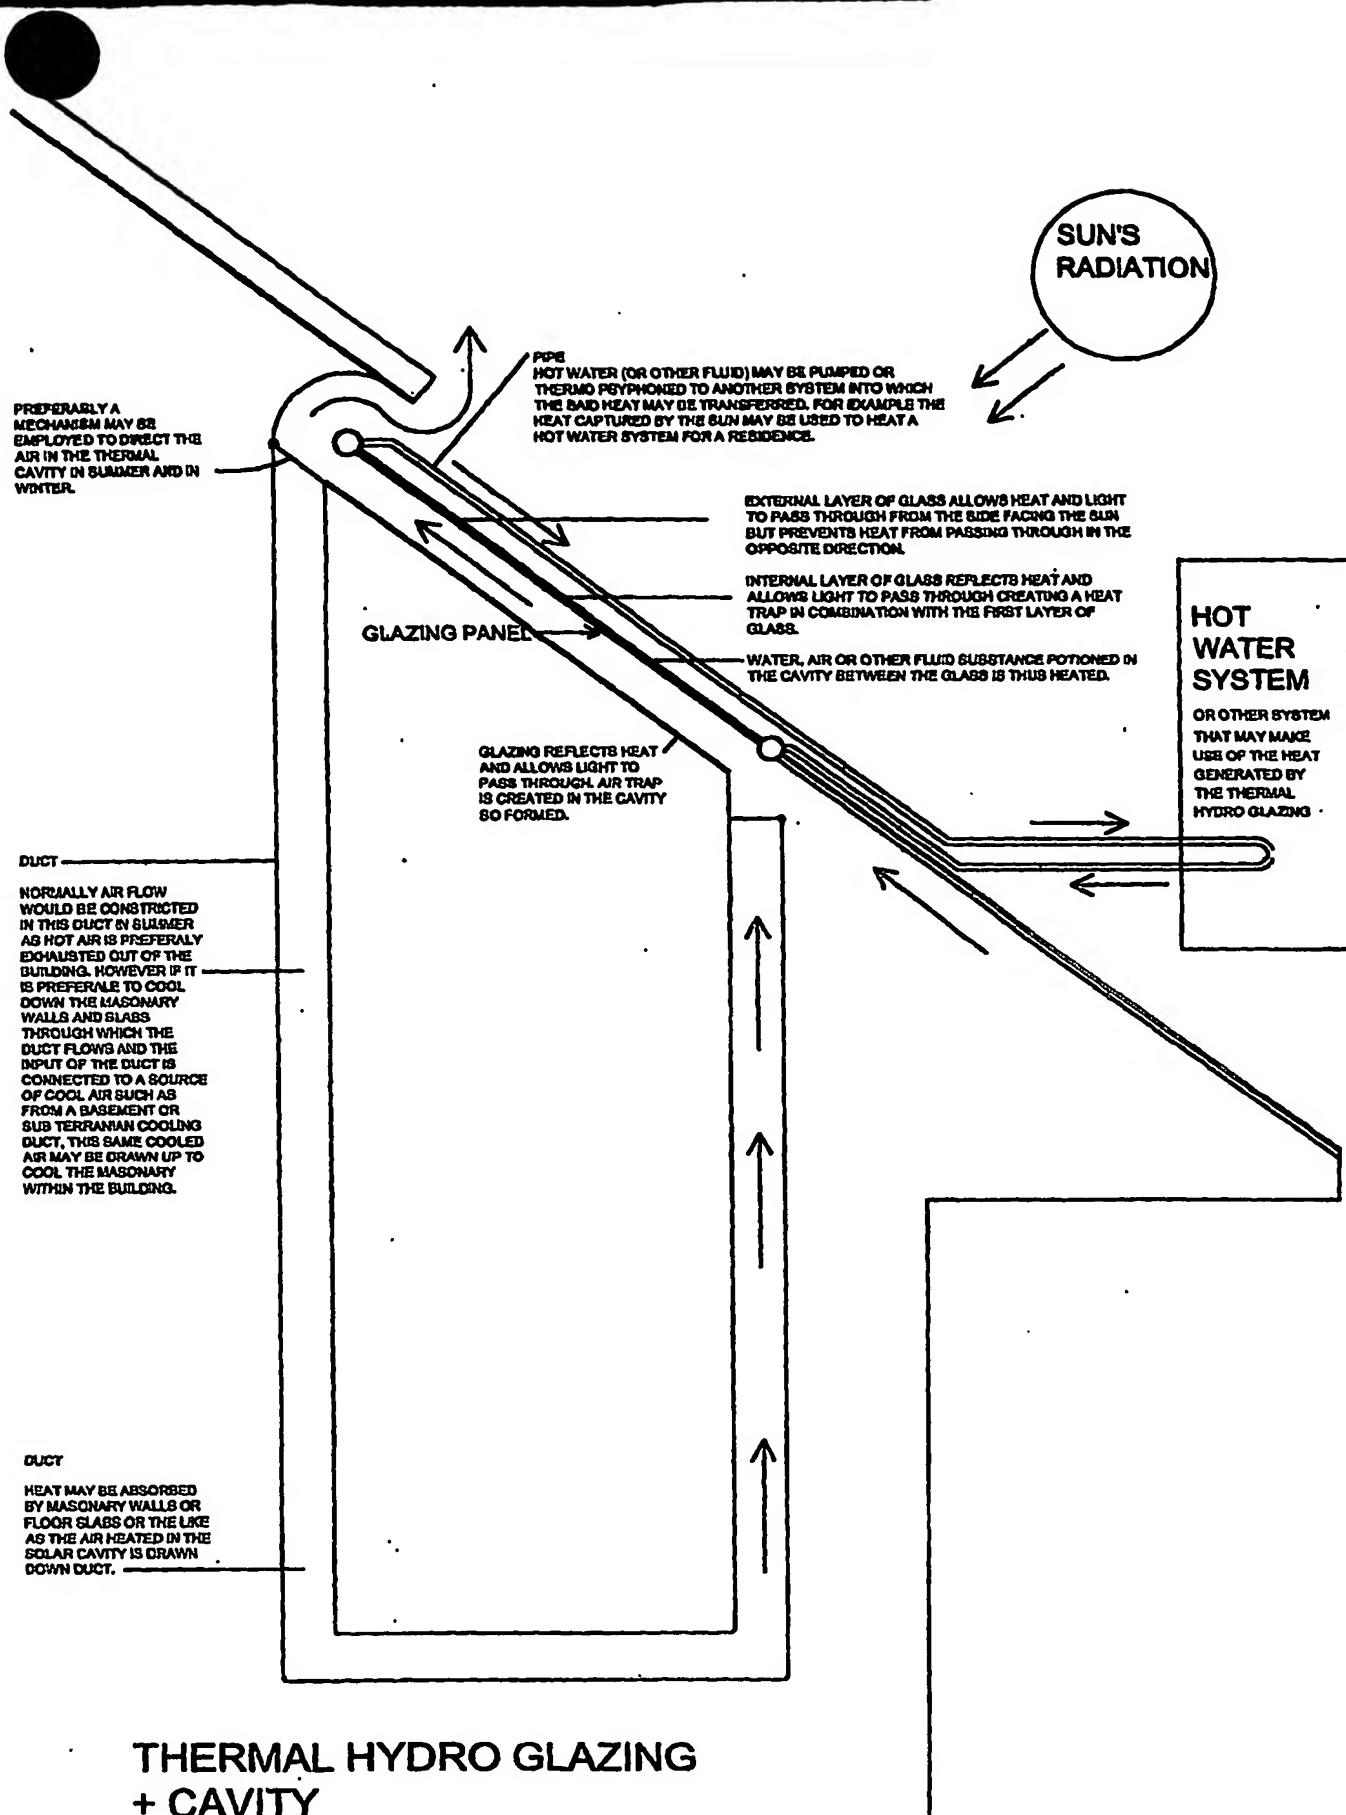 SUN'S
RADIATION
PIPE
HOT WATER (OR OTHER FLUID) MAY BE PUMPED OR
THERMO PSYPHONED TO ANOTHER SYSTEM INTO WHICH
THE SAID HEAT MAY BE TRANSFERRED. FOR EXAMPLE THE
HEAT CAPTURED BY THE SUN MAY BE USED TO HEAT A
HOT WATER SYSTEM FOR A RESIDENCE.
PREFERABLY A
MECHANISM MAY BE
EMPLOYED TO DIRECT THE
AIR IN THE THERMAL
CAVITY IN SUMMER AND IN
WINTER.
EXTERNAL LAYER OF GLASS ALLOWS HEAT AND LIGHT
TO PASS THROUGH FROM THE SIDE FACING THE SUN
BUT PREVENTS HEAT FROM PASSING THROUGH IN THE
OPPOSITE DIRECTION.
INTERNAL LAYER OF GLASS REFLECTS HEAT AND
ALLOWS LIGHT TO PASS THROUGH CREATING A HEAT
TRAP IN COMBINATION WITH THE FIRST LAYER OF
GLASS.
GLAZING PANEL
WATER, AIR OR OTHER FLUID SUBSTANCE POTIONED IN
THE CAVITY BETWEEN THE GLASS IS THUS HEATED.
HOT
WATER
SYSTEM
OR OTHER SYSTEM
THAT MAY MAKE
USE OF THE HEAT
GENERATED BY
THE THERMAL
HYDRO GLAZING
GLAZING REFLECTS HEAT
AND ALLOWS LIGHT TO
PASS THROUGH. AIR TRAP
IS CREATED IN THE CAVITY
SO FORMED.
DUCT
NORMALLY AIR FLOW
WOULD BE CONSTRICTED
IN THIS DUCT IN SUMMER
AS HOT AIR IS PREFERALY
EXHAUSTED OUT OF THE
BUILDING. HOWEVER IF IT
IS PREFERALE TO COOL
DOWN THE MASONARY
WALLS AND SLABS
THROUGH WHICH THE
DUCT FLOWS AND THE
INPUT OF THE DUCT IS
CONNECTED TO A SOURCE
OF COOL AIR SUCH AS
FROM A BASEMENT OR
SUB TERRANIAN COOLING
DUCT, THIS SAME COOLED
AIR MAY BE DRAWN UP TO
COOL THE MASONARY
WITHIN THE BUILDING.
DUCT
HEAT MAY BE ABSORBED
BY MASONARY WALLS OR
FLOOR SLABS OR THE LIKE
AS THE AIR HEATED IN THE
SOLAR CAVITY IS DRAWN
DOWN DUCT.
THERMAL HYDRO GLAZING
+ CAVITY